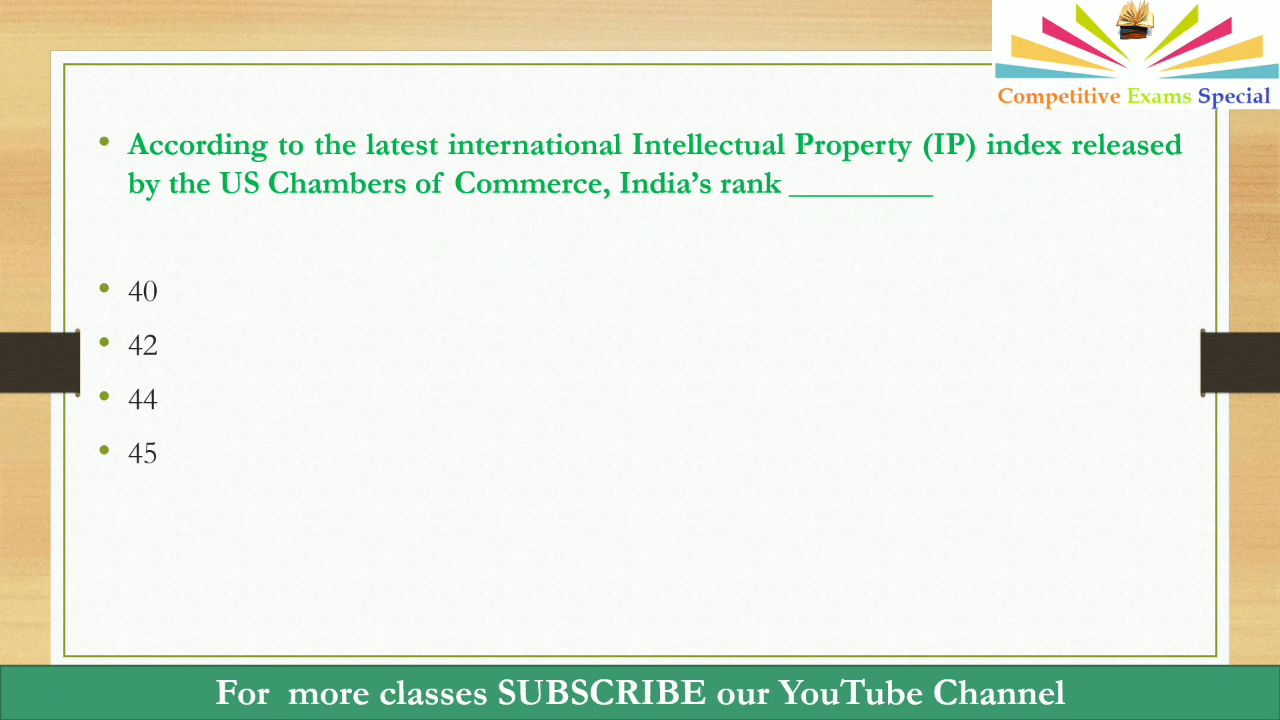 Competitive Exams Special
• According to the latest international Intellectual Property (IP) index released
by the US Chambers of Commerce, India’s rank _________
• 40
• 42
• 44
• 45
For more classes SUBSCRIBE our YouTube Channel